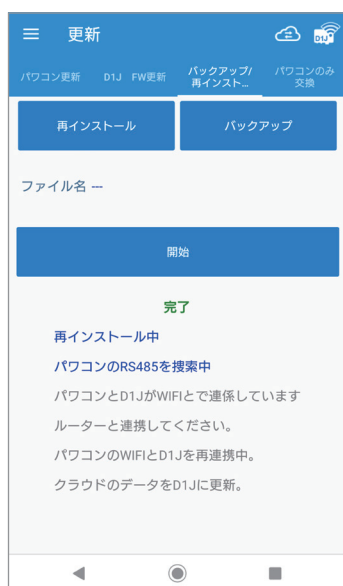 更新
D1J
パワコン更新
D1J FW更新
バックアップ/
再インスト...
パワコンのみ
交換
再インストール
バックアップ
ファイル名 ---
開始
完了
再インストール中
パワコンのRS485を捜索中
パワコンとD1JがWIFIとで連係しています
ルーターと連携してください。
パワコンのWIFIとD1Jを再連携中。
クラウドのデータをD1Jに更新。